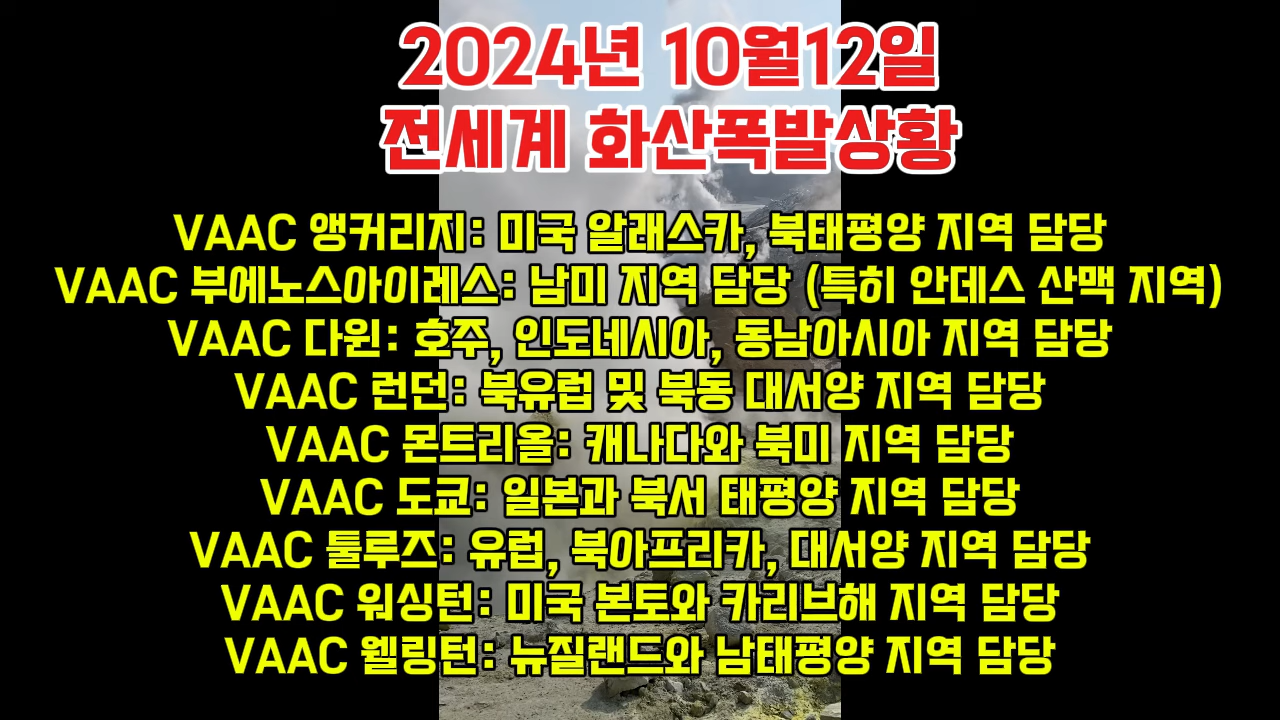 2024년 10월12일
전세계 화산폭발상황
VAAC 앵커리지: 미국 알래스카, 북태평양 지역 담당
VAAC 부에노스아이레스: 남미 지역 담당 (특히 안데스 산맥 지역)
VAAC 다윈: 호주, 인도네시아, 동남아시아 지역 담당
VAAC 런던: 북유럽 및 북동 대서양 지역 담당
VAAC 몬트리올: 캐나다와 북미 지역 담당
VAAC 도쿄: 일본과 북서 태평양 지역 담당
VAAC 툴루즈: 유럽, 북아프리카, 대서양 지역 담당
VAAC 워싱턴: 미국 본토와 카리브해 지역 담당
VAAC 웰링턴: 뉴질랜드와 남태평양 지역 담당